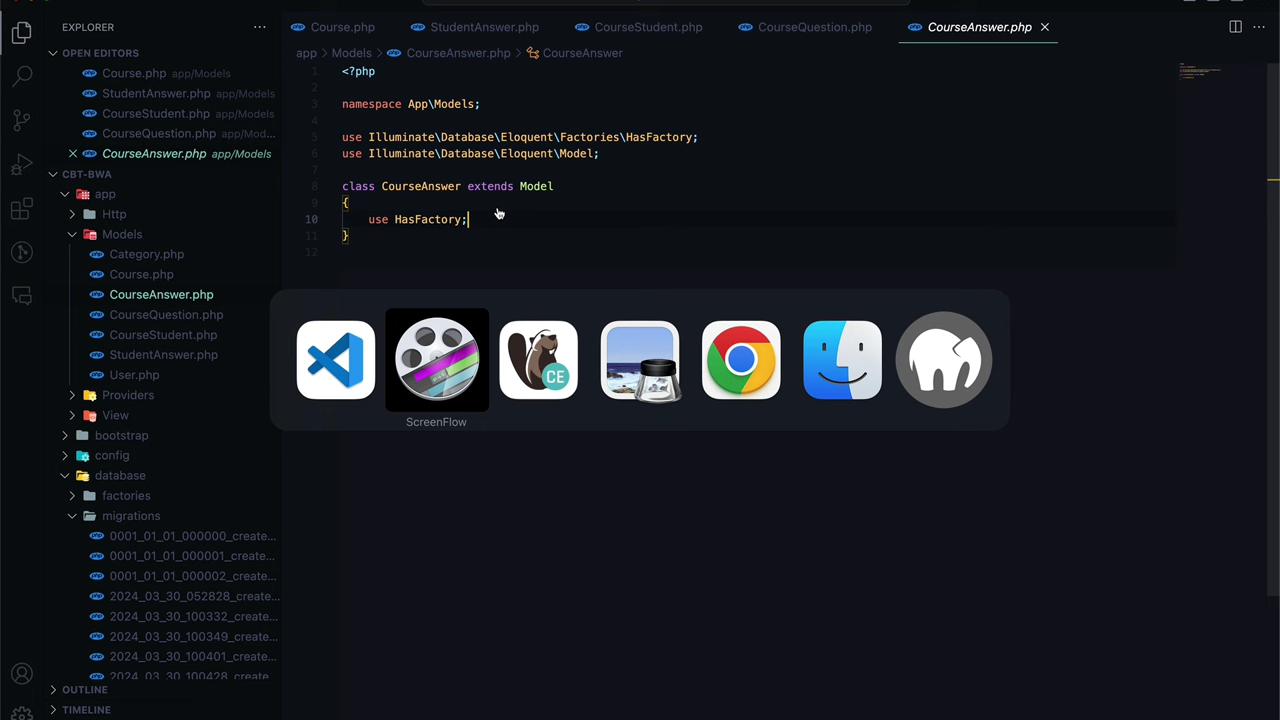 EXPLORER
OPEN EDITORS
Course.php app/Models
StudentAnswer.php app/Models
CourseStudent.php app/Models
CourseQuestion.php app/Mod...
CourseAnswer.php app/Models
CBT-BWA
app
Http
Models
Category.php
Course.php
CourseAnswer.php
CourseQuestion.php
CourseStudent.php
StudentAnswer.php
User.php
Providers
View
bootstrap
config
database
factories
migrations
0001_01_01_000000_create...
0001_01_01_000001_create...
0001_01_01_000002_create...
2024_03_30_052828_create...
2024_03_30_100332_create...
2024_03_30_100349_create...
2024_03_30_100401_create...
2024_03_30_100428_create
OUTLINE
TIMELINE
Course.php StudentAnswer.php CourseStudent.php CourseQuestion.php CourseAnswer.php
app > Models > CourseAnswer.php > CourseAnswer
1 <?php
2
3 namespace App\Models;
4
5 use Illuminate\Database\Eloquent\Factories\HasFactory;
6 use Illuminate\Database\Eloquent\Model;
7
8 class CourseAnswer extends Model
9 {
10 use HasFactory;
11 }
12
CE
ScreenFlow